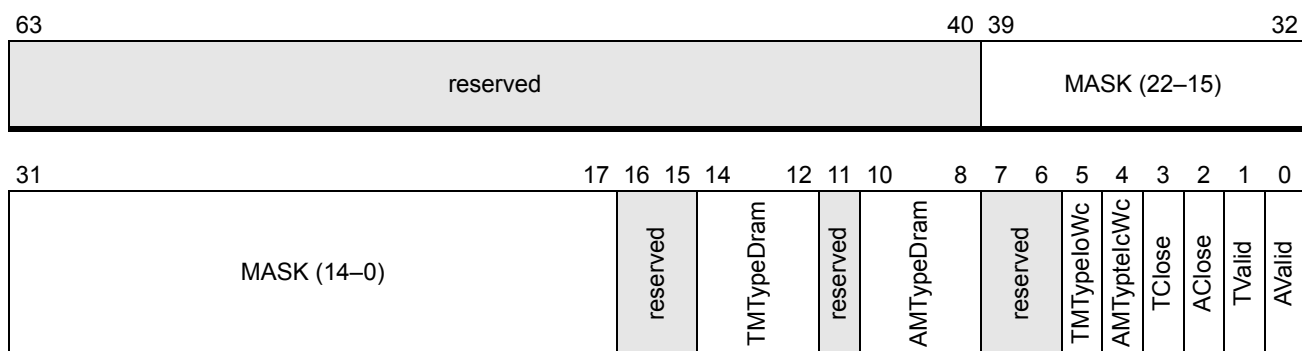 63 40 39 32
reserved MASK (22–15)
31 17 16 15 14 12 11 10 8 7 6 5 4 3 2 1 0
MASK (14–0) reserved TMTypeDram reserved AMTypeDram reserved TMTypeIoWc AMTypteIcWc TClose AClose TValid AValid